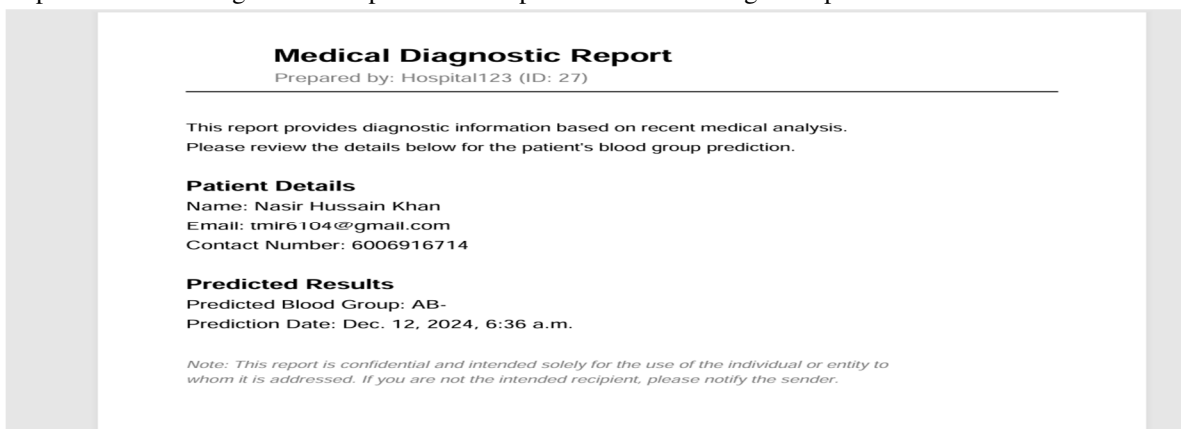 Medical Diagnostic Report
Prepared by: Hospital123 (ID: 27)
This report provides diagnostic information based on recent medical analysis.
Please review the details below for the patient's blood group prediction.
Patient Details
Name: Nasir Hussain Khan
Email: tmir6104@gmail.com
Contact Number: 6006916714
Predicted Results
Predicted Blood Group: AB-
Prediction Date: Dec. 12, 2024, 6:36 a.m.
Note: This report is confidential and intended solely for the use of the individual or entity to
whom it is addressed. If you are not the intended recipient, please notify the sender.